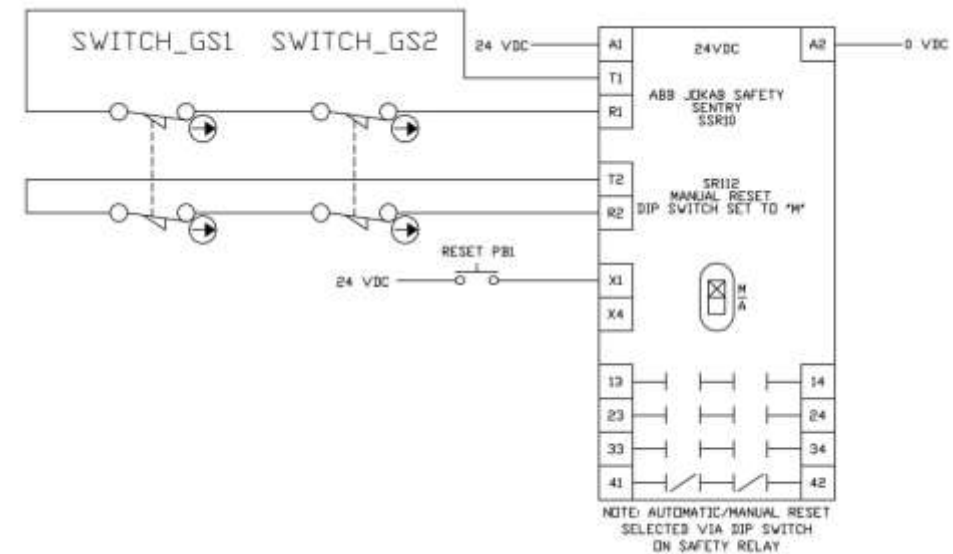 SWITCH_GS1 SWITCH_GS2
24 VDC
A1
24VDC
A2
0 VDC
T1
R1
ABB JOKAB SAFETY
SENTRY
SSR10
T2
R2
SR112
MANUAL RESET
DIP SWITCH SET TO "M"
RESET PB1
24 VDC
X1
X4
M
A
13
14
23
24
33
34
41
42
NOTE: AUTOMATIC/MANUAL RESET
SELECTED VIA DIP SWITCH
ON SAFETY RELAY